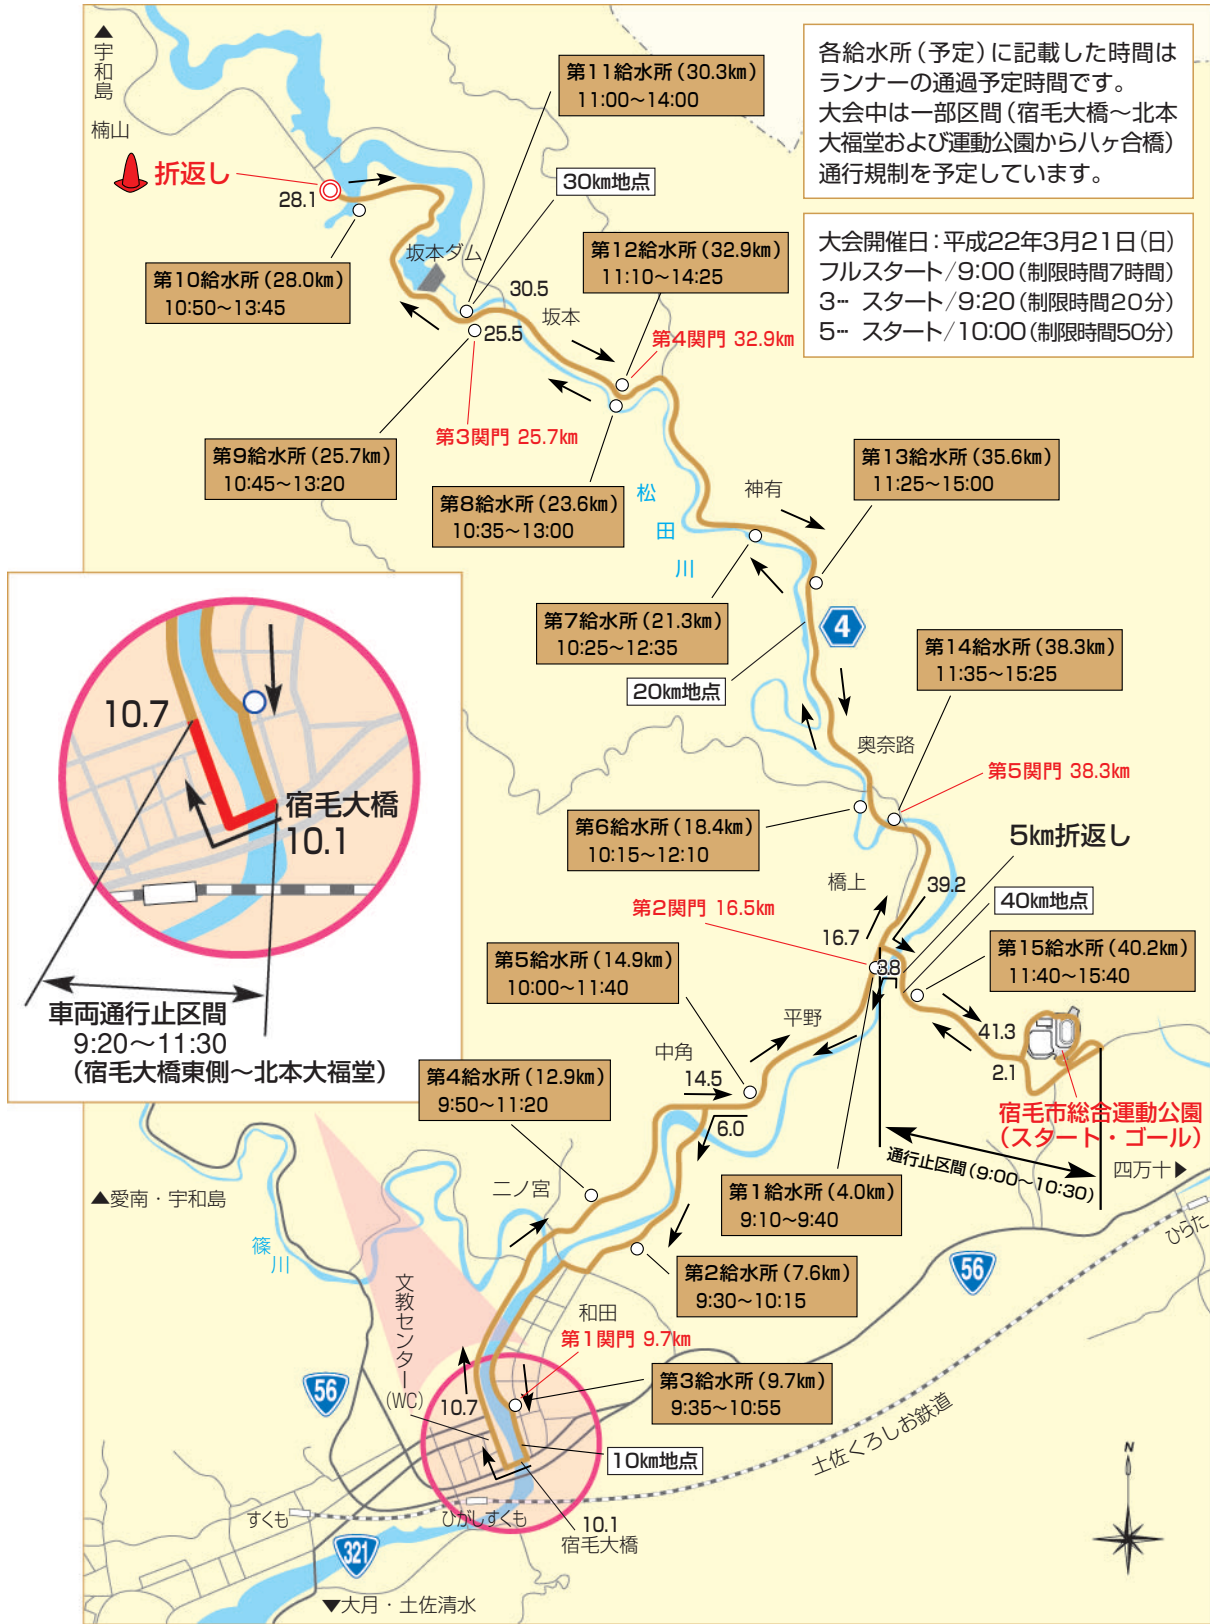 ▲宇和島
楠山
折返し
28.1
第11給水所（30.3km）
11:00～14:00
30km地点
各給水所（予定）に記載した時間は
ランナーの通過予定時間です。
大会中は一部区間（宿毛大橋～北本
大福堂および運動公園から八ヶ合橋）
通行規制を予定しています。
大会開催日：平成22年3月21日（日）
フルスタート/9:00（制限時間7時間）
3… スタート/9:20（制限時間20分）
5… スタート/10:00（制限時間50分）
第10給水所（28.0km）
10:50～13:45
坂本ダム
第12給水所（32.9km）
11:10～14:25
30.5
坂本
25.5
第4関門 32.9km
第3関門 25.7km
第9給水所（25.7km）
10:45～13:20
第8給水所（23.6km）
10:35～13:00
松田川
神有
第13給水所（35.6km）
11:25～15:00
第7給水所（21.3km）
10:25～12:35
4
20km地点
第14給水所（38.3km）
11:35～15:25
奥奈路
第5関門 38.3km
第6給水所（18.4km）
10:15～12:10
5km折返し
橋上
39.2
40km地点
第2関門 16.5km
16.7
3.8
第15給水所（40.2km）
11:40～15:40
第5給水所（14.9km）
10:00～11:40
平野
41.3
2.1
中角
14.5
6.0
宿毛市総合運動公園
（スタート・ゴール）
通行止区間（9:00～10:30）
四万十▶
第4給水所（12.9km）
9:50～11:20
10.7
宿毛大橋
10.1
車両通行止区間
9:20～11:30
（宿毛大橋東側～北本大福堂）
▲愛南・宇和島
篠川
二ノ宮
第1給水所（4.0km）
9:10～9:40
第2給水所（7.6km）
9:30～10:15
ひらた
56
和田
文教センター
(WC)
第1関門 9.7km
第3給水所（9.7km）
9:35～10:55
56
10.7
10km地点
土佐くろしお鉄道
すくも
ひがしすくも
10.1
宿毛大橋
321
▼大月・土佐清水
N